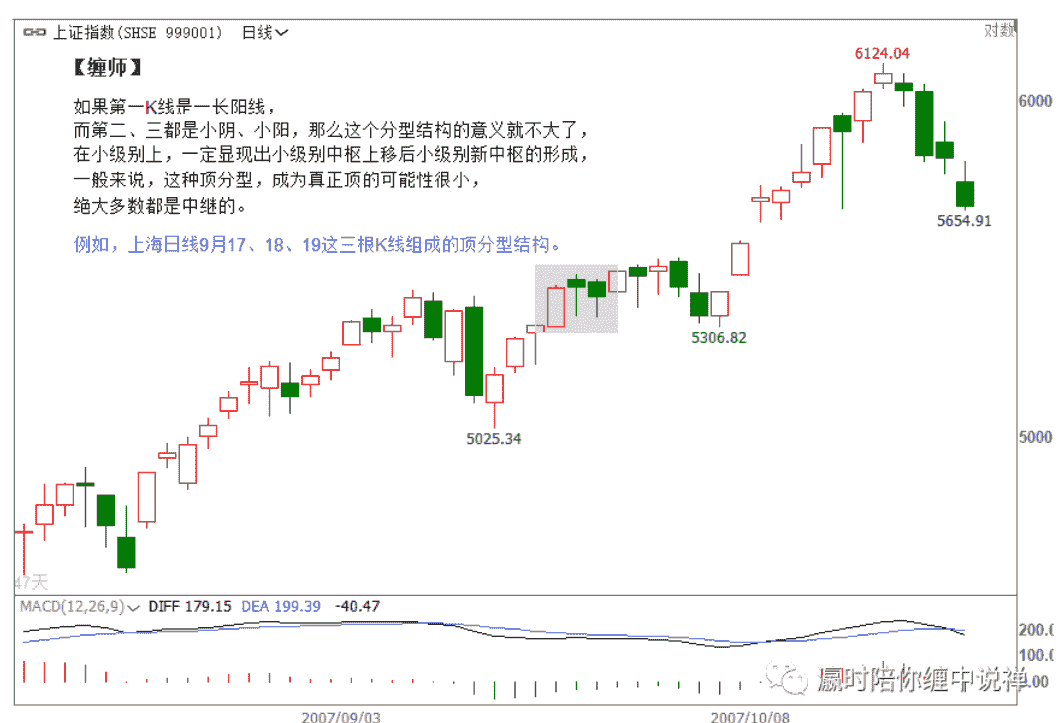 上证指数(SHSE 999001) 日线
对数
【缠师】
如果第一K线是一长阳线，
而第二、三都是小阴、小阳，那么这个分型结构的意义就不大了，
在小级别上，一定显现出小级别中枢上移后小级别新中枢的形成，
一般来说，这种顶分型，成为真正顶的可能性很小，
绝大多数都是中继的。
例如，上海日线9月17、18、19这三根K线组成的顶分型结构。
6124.04
6000
5654.91
5306.82
5025.34
5000
47天
MACD(12,26,9) DIFF 179.15 DEA 199.39 -40.47
200.0
100.0
0.00
瀛时陪你缠中说禅
2007/09/03
2007/10/08